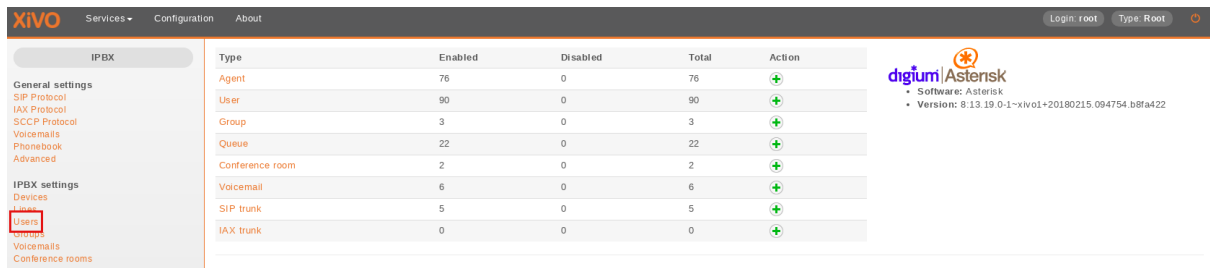 XiVO Services Configuration About Login: root Type: Root
IPBX
General settings
SIP Protocol
IAX Protocol
SCCP Protocol
Voicemails
Phonebook
Advanced
IPBX settings
Devices
Lines
Users
Groups
Voicemails
Conference rooms
Type Enabled Disabled Total Action
Agent 76 0 76
User 90 0 90
Group 3 0 3
Queue 22 0 22
Conference room 2 0 2
Voicemail 6 0 6
SIP trunk 5 0 5
IAX trunk 0 0 0
digium Asterisk
• Software: Asterisk
• Version: 8:13.19.0-1~xivo1+20180215.094754.b8fa422